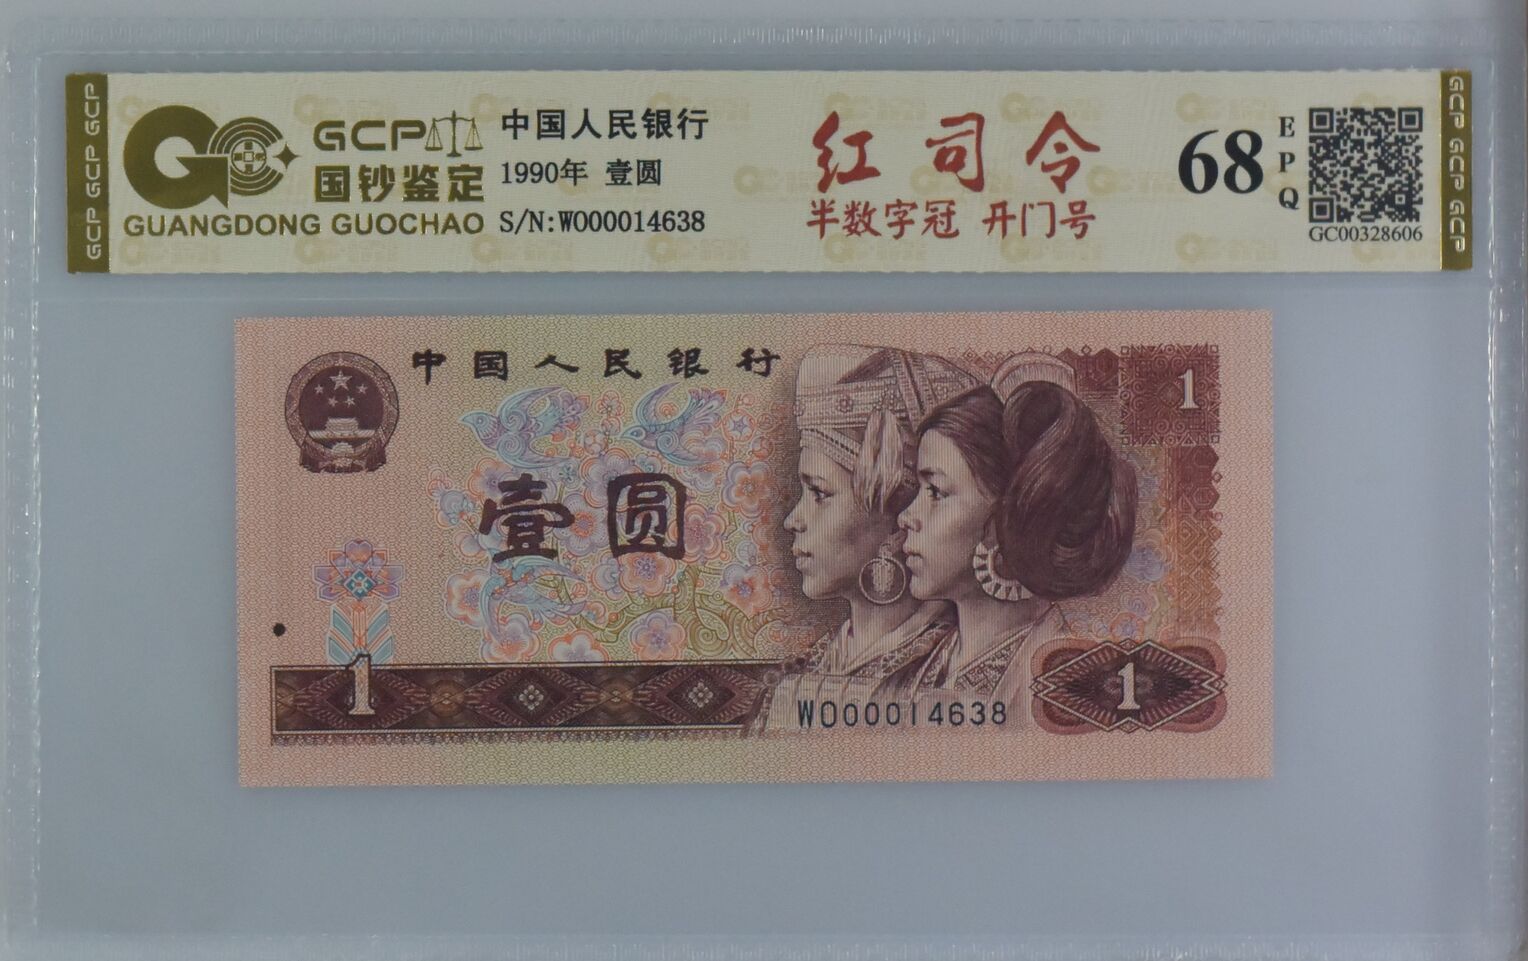 GCP GCP GCP
GCP
国钞鉴定
GUANGDONG GUOCHAO
中国人民银行
1990年 壹圆
S/N:W000014638
红司令
半数字冠 开门号
68
EPQ
GC00328606
GCP GCP GCP
中国人民银行
1
壹圆
1
1
W000014638